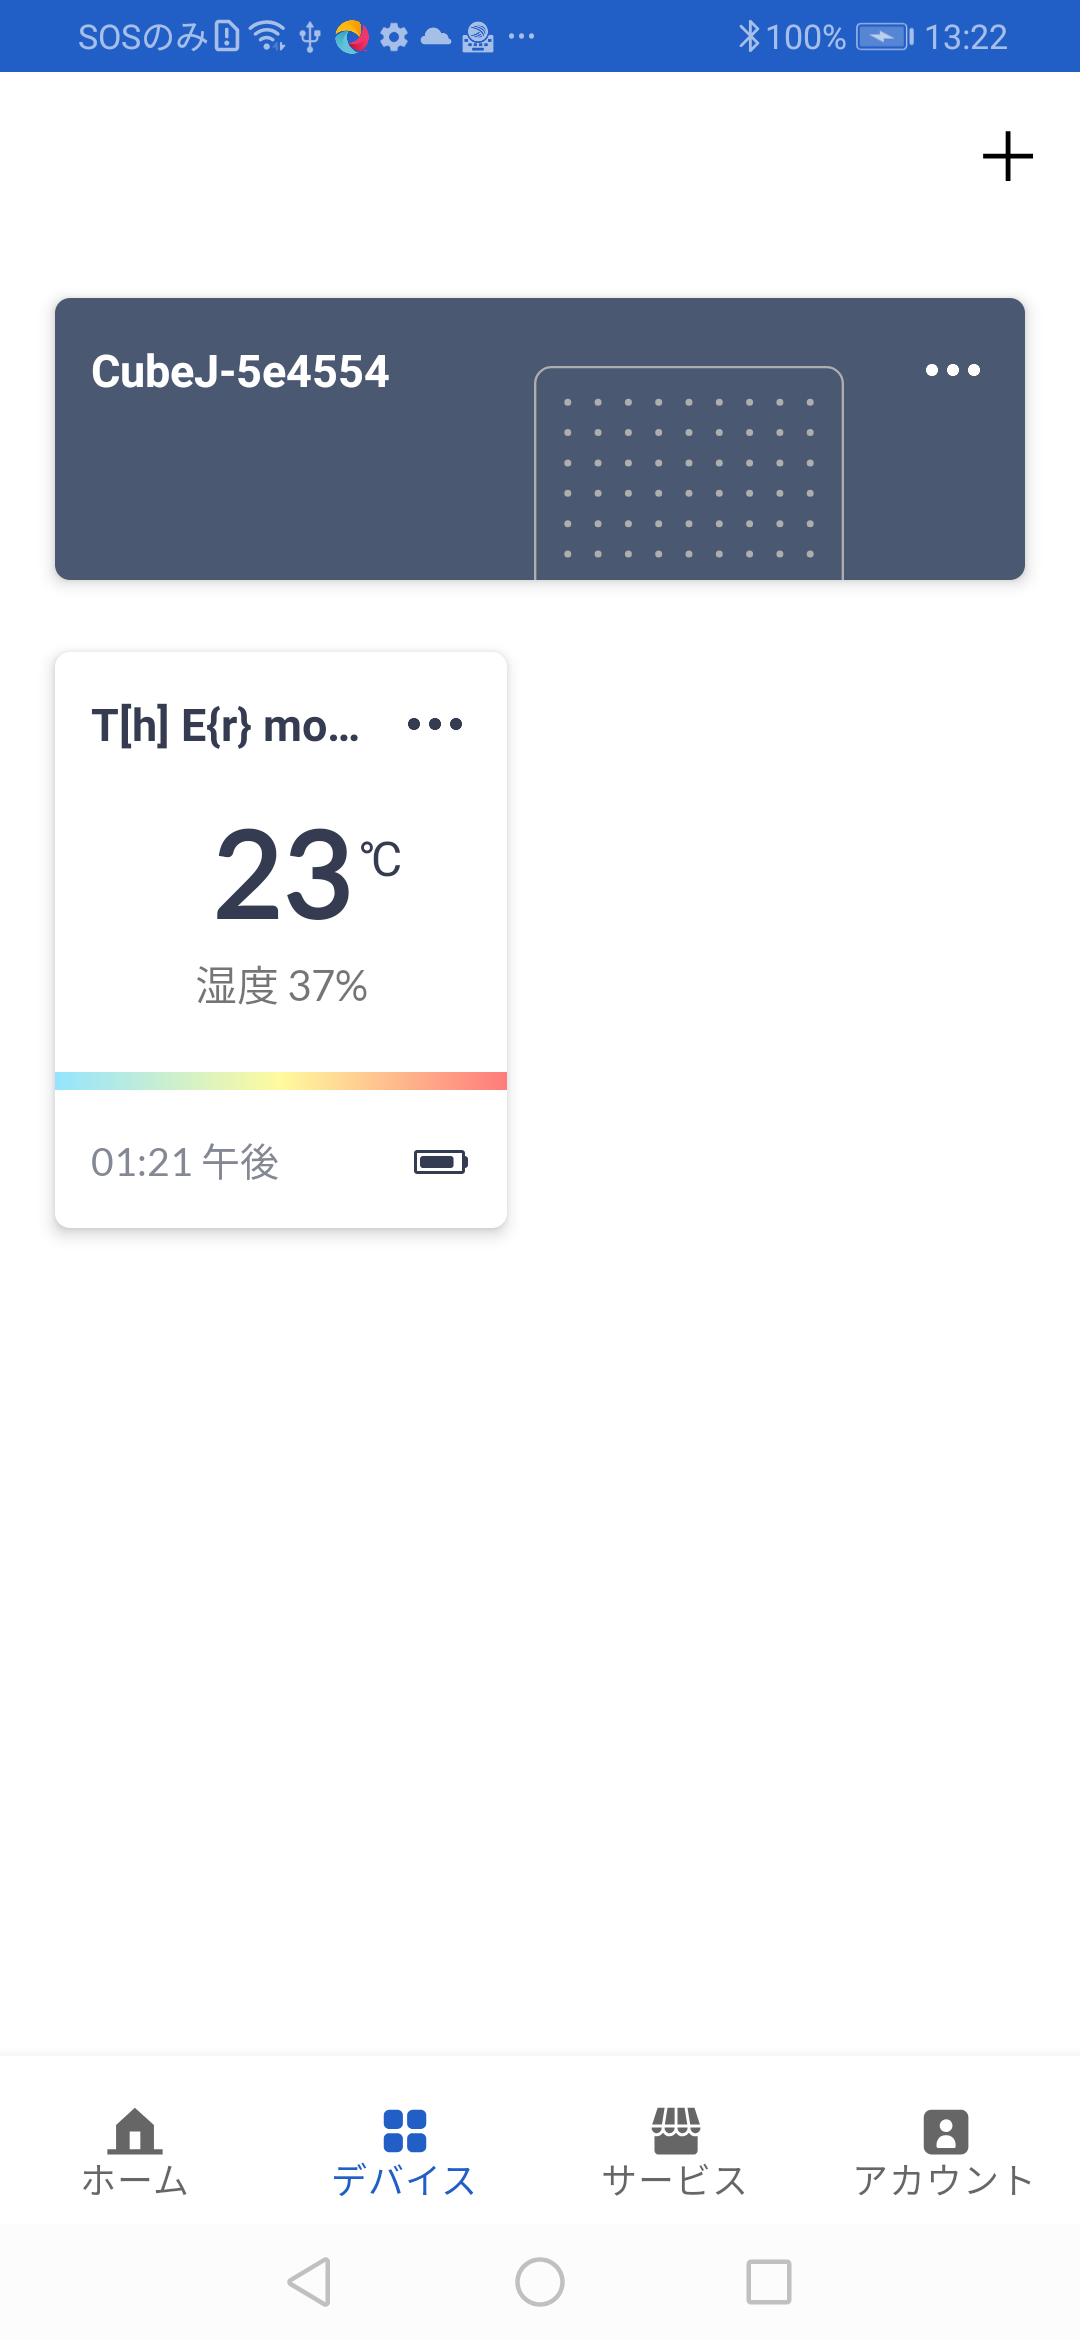 SOSのみ 100% 13:22
CubeJ-5e4554
T[h] E{r} mo...
23℃
湿度 37%
01:21 午後
ホーム デバイス サービス アカウント